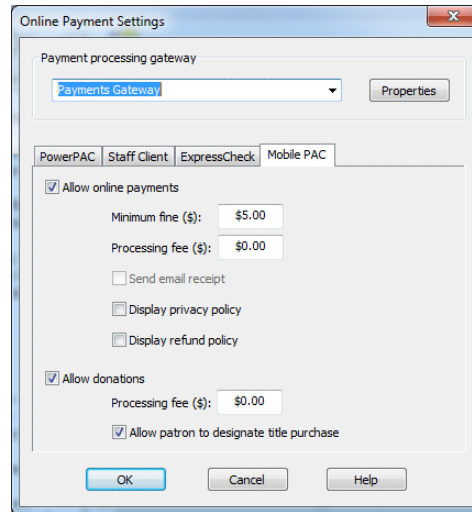 Online Payment Settings
Payment processing gateway
Payments Gateway Properties
PowerPAC Staff Client ExpressCheck Mobile PAC
Allow online payments
Minimum fine ($): $5.00
Processing fee ($): $0.00
Send email receipt
Display privacy policy
Display refund policy
Allow donations
Processing fee ($): $0.00
Allow patron to designate title purchase
OK Cancel Help